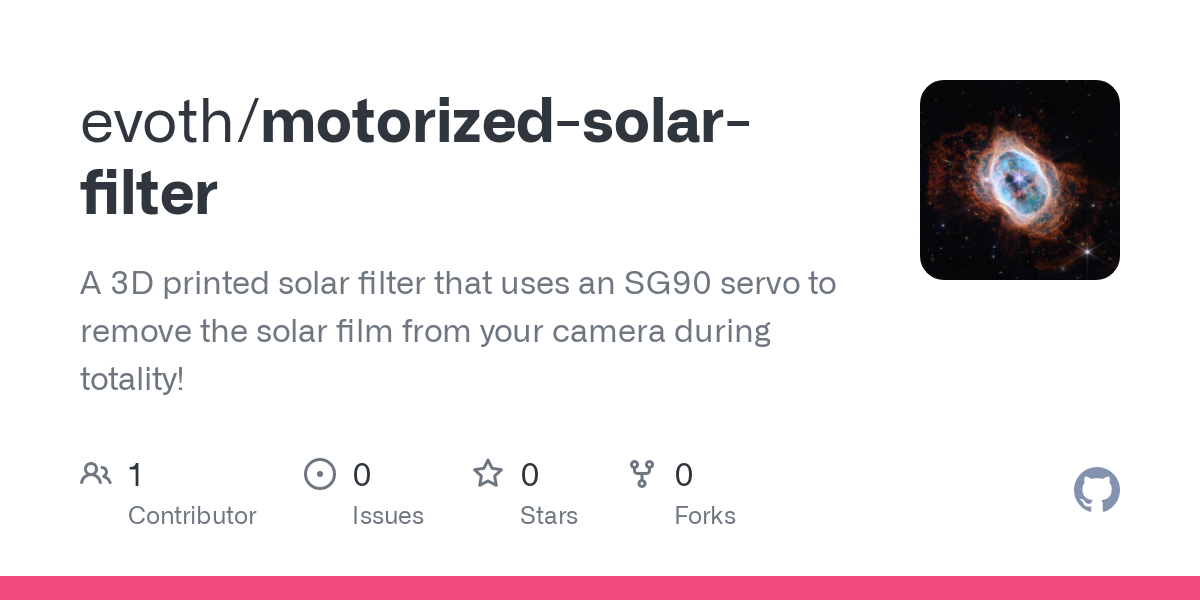 evoth/motorized-solar-
filter
A 3D printed solar filter that uses an SG90 servo to
remove the solar film from your camera during
totality!
1 0 0 0
Contributor Issues Stars Forks